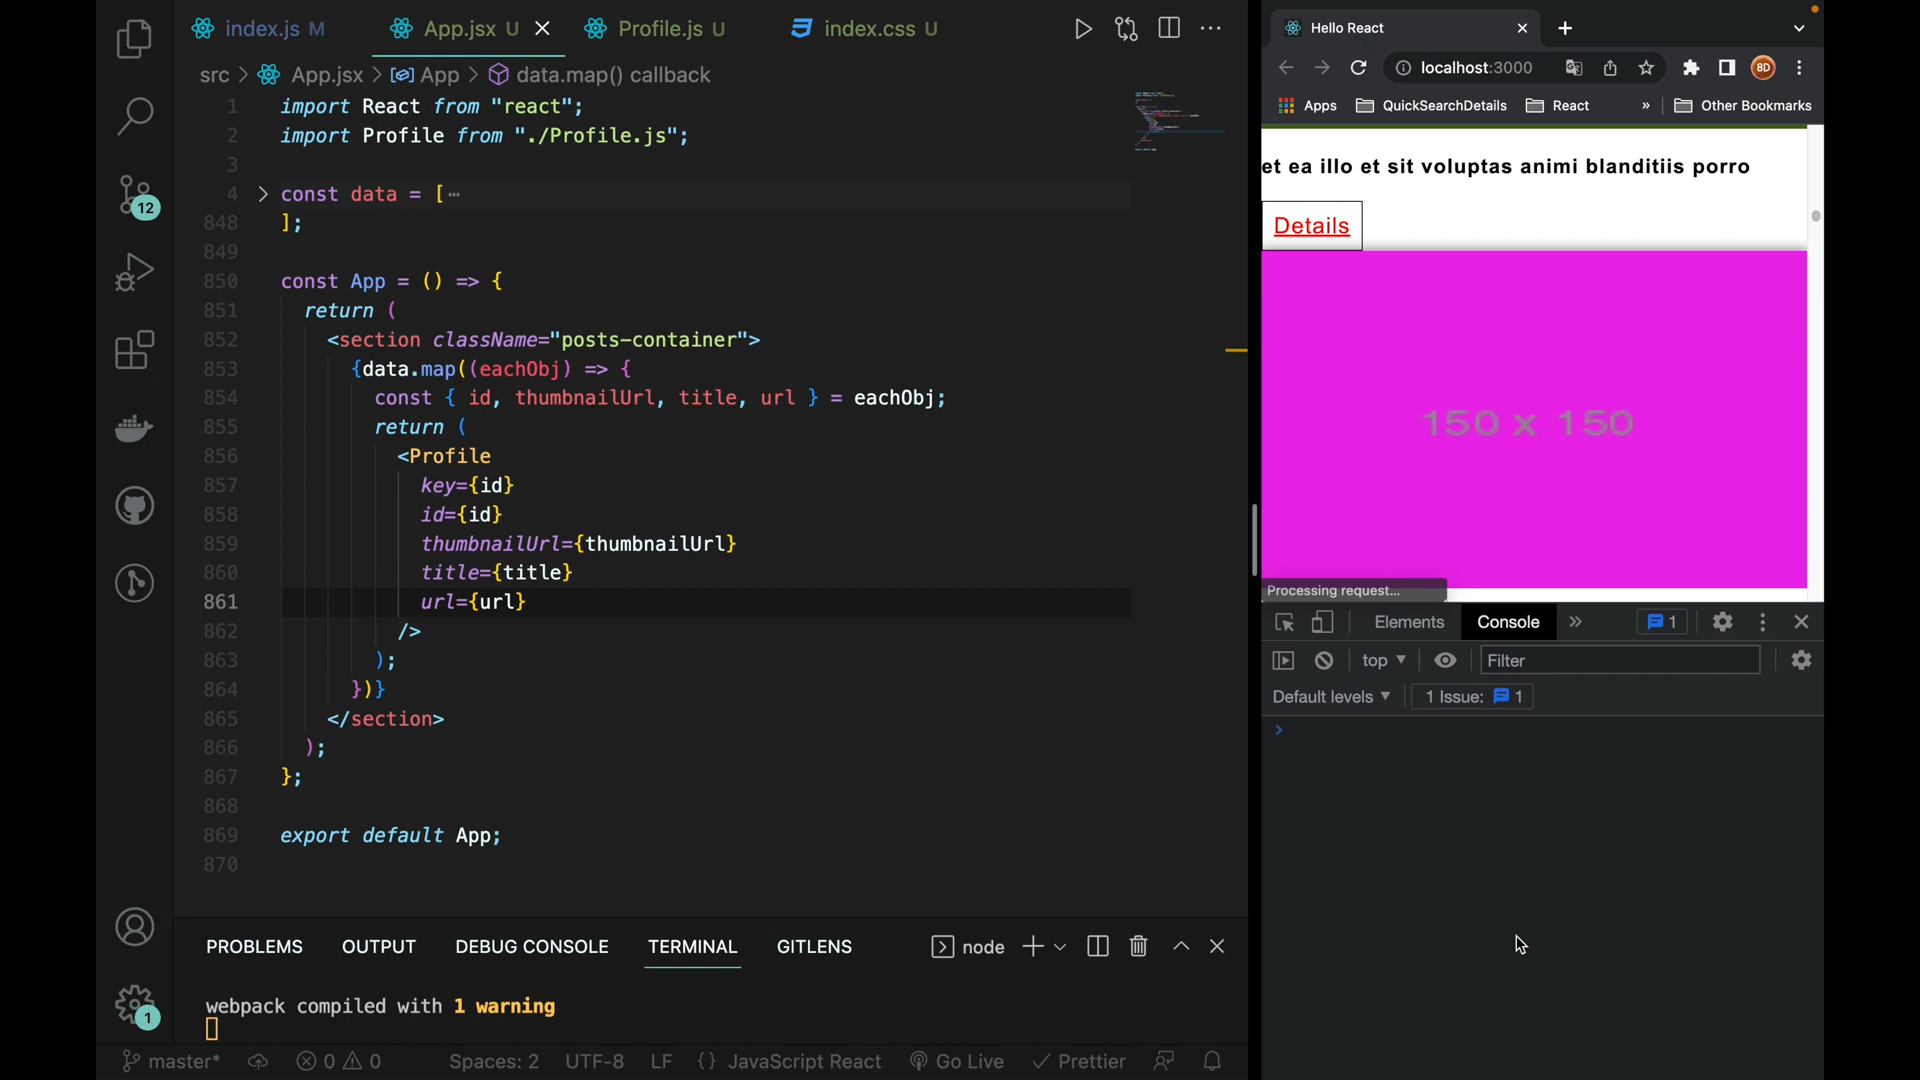 index.js M
App.jsx U
Profile.js U
index.css U
src > App.jsx > App > data.map() callback
1 import React from "react";
2 import Profile from "./Profile.js";
3
4 const data = [ ⋯
848 ];
849
850 const App = () => {
851 return (
852 <section className="posts-container">
853 {data.map((eachObj) => {
854 const { id, thumbnailUrl, title, url } = eachObj;
855 return (
856 <Profile
857 key={id}
858 id={id}
859 thumbnailUrl={thumbnailUrl}
860 title={title}
861 url={url}
862 />
863 );
864 })}
865 </section>
866 );
867 };
868
869 export default App;
870
12
1
PROBLEMS OUTPUT DEBUG CONSOLE TERMINAL GITLENS node
webpack compiled with 1 warning
master* 0 0 Spaces: 2 UTF-8 LF {} JavaScript React Go Live Prettier
Hello React
localhost:3000
8D
Apps QuickSearchDetails React » Other Bookmarks
et ea illo et sit voluptas animi blanditiis porro
Details
150 x 150
Processing request...
Elements Console » 1
top Filter
Default levels 1 Issue: 1